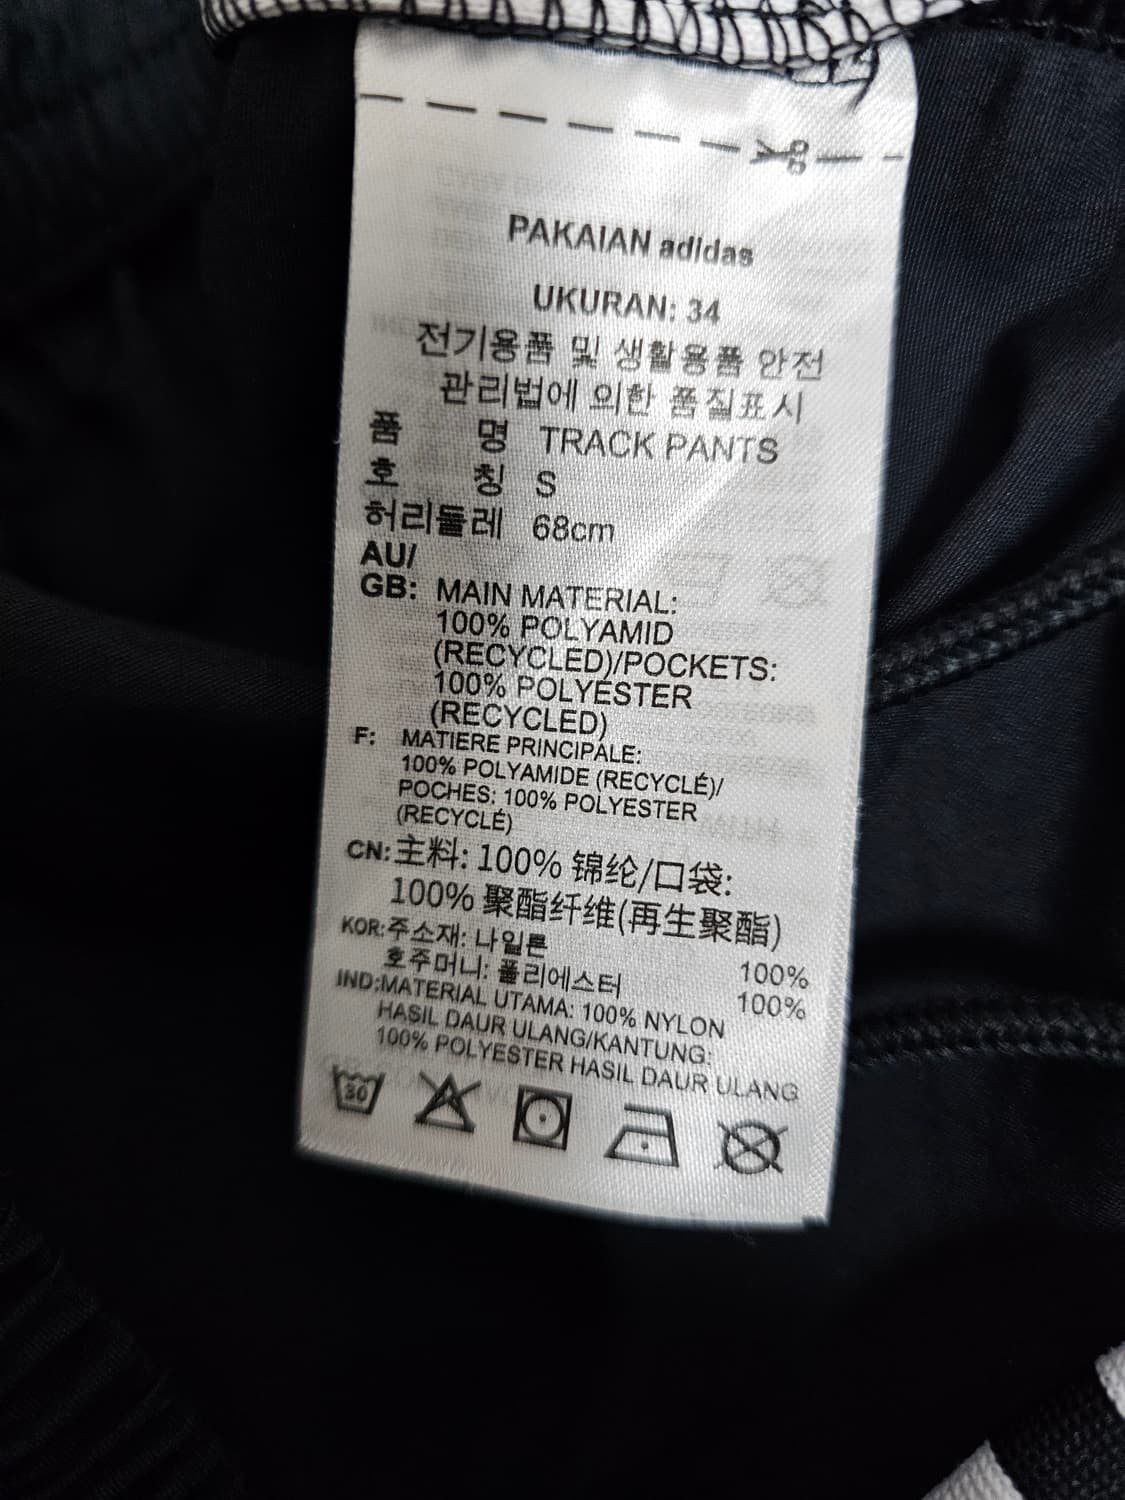 PAKAIAN adidas
UKURAN: 34
전기용품 및 생활용품 안전
관리법에 의한 품질표시
품 명 TRACK PANTS
호 칭 S
허리둘레 68cm
AU/
GB: MAIN MATERIAL:
100% POLYAMID
(RECYCLED)/POCKETS:
100% POLYESTER
(RECYCLED)
F: MATIERE PRINCIPALE:
100% POLYAMIDE (RECYCLÉ)/
POCHES: 100% POLYESTER
(RECYCLÉ)
CN: 主料: 100% 锦纶/口袋:
100% 聚酯纤维(再生聚酯)
KOR: 주소재: 나일론 100%
호주머니: 폴리에스터 100%
IND:MATERIAL UTAMA: 100% NYLON
HASIL DAUR ULANG/KANTUNG:
100% POLYESTER HASIL DAUR ULANG
30